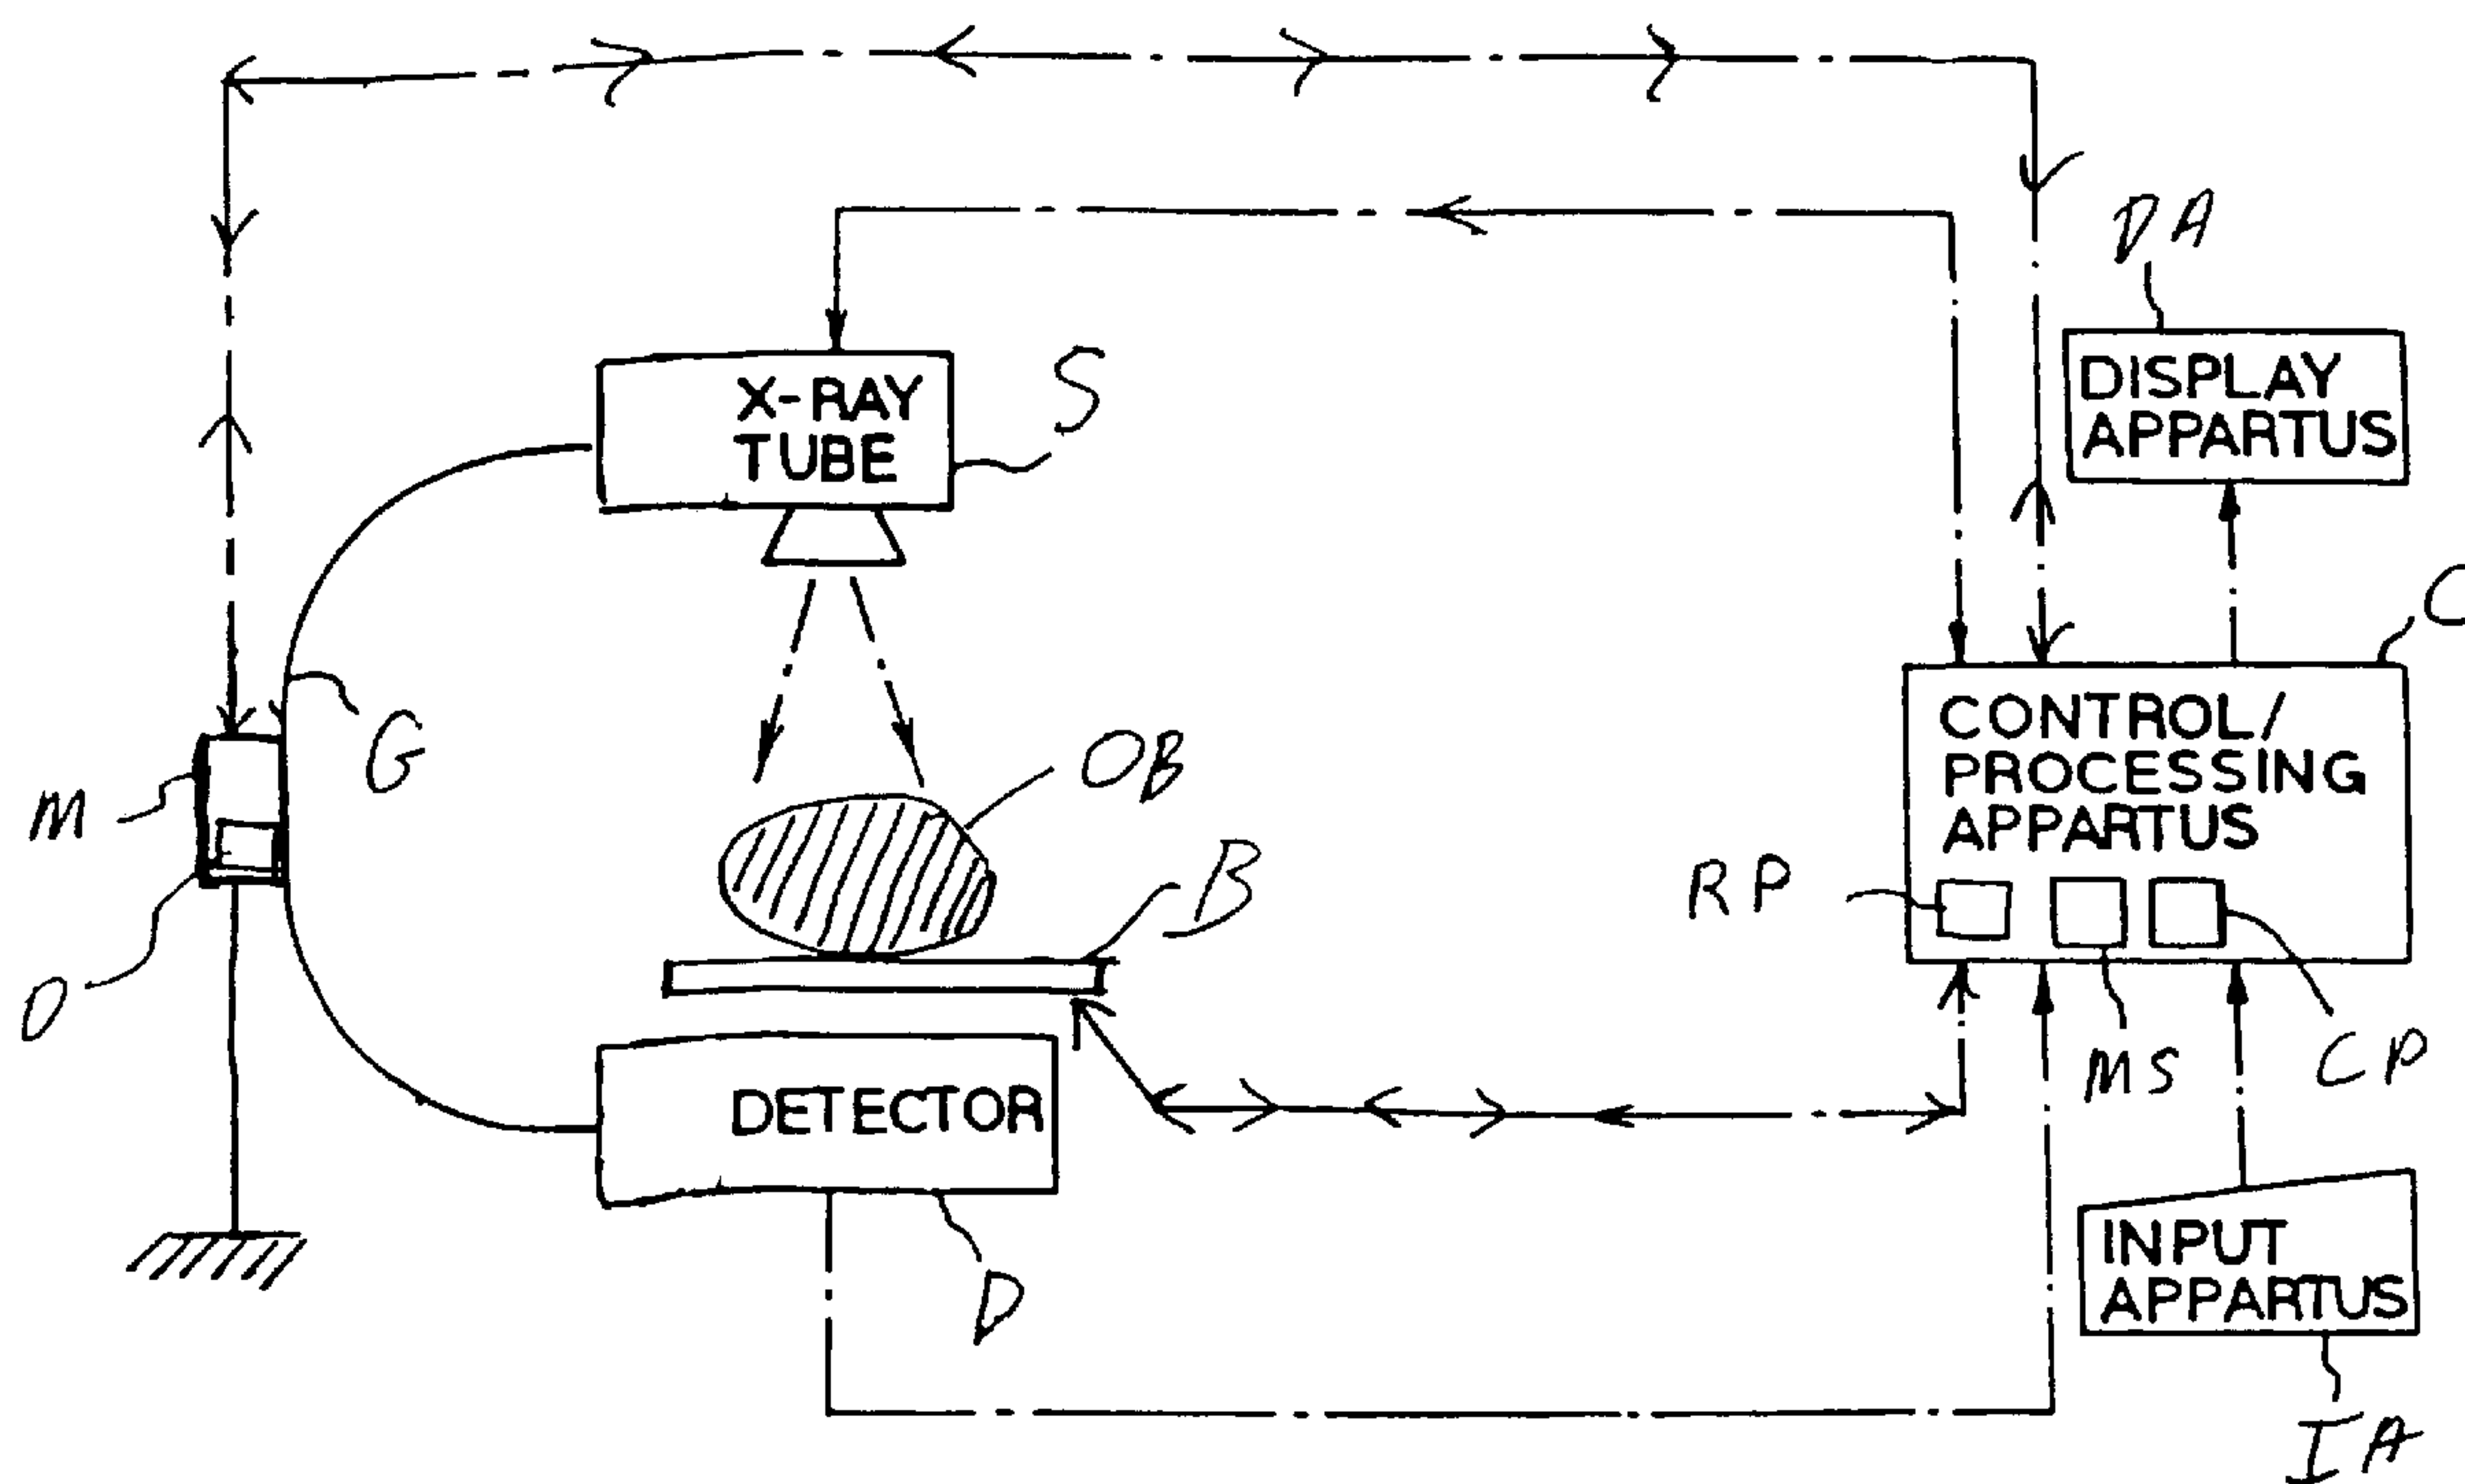 DA
X-RAY
TUBE
S
DISPLAY
APPARTUS
C
G
M
OB
CONTROL/
PROCESSING
APPARTUS
B
RP
O
MS
CP
DETECTOR
D
INPUT
APPARTUS
IA